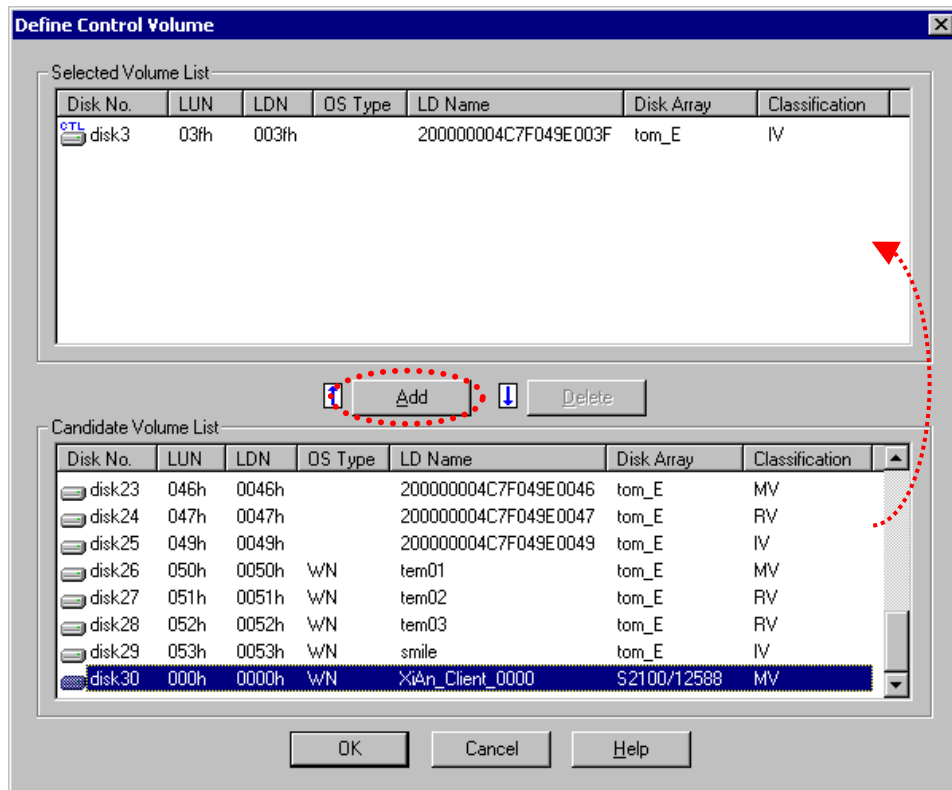 Define Control Volume
Selected Volume List
Disk No. LUN LDN OS Type LD Name Disk Array Classification
CTL disk3 03fh 003fh 200000004C7F049E003F tom_E IV
Add Delete
Candidate Volume List
Disk No. LUN LDN OS Type LD Name Disk Array Classification
disk23 046h 0046h 200000004C7F049E0046 tom_E MV
disk24 047h 0047h 200000004C7F049E0047 tom_E RV
disk25 049h 0049h 200000004C7F049E0049 tom_E IV
disk26 050h 0050h WN tem01 tom_E MV
disk27 051h 0051h WN tem02 tom_E RV
disk28 052h 0052h WN tem03 tom_E RV
disk29 053h 0053h WN smile tom_E IV
disk30 000h 0000h WN XiAn_Client_0000 S2100/12588 MV
OK Cancel Help